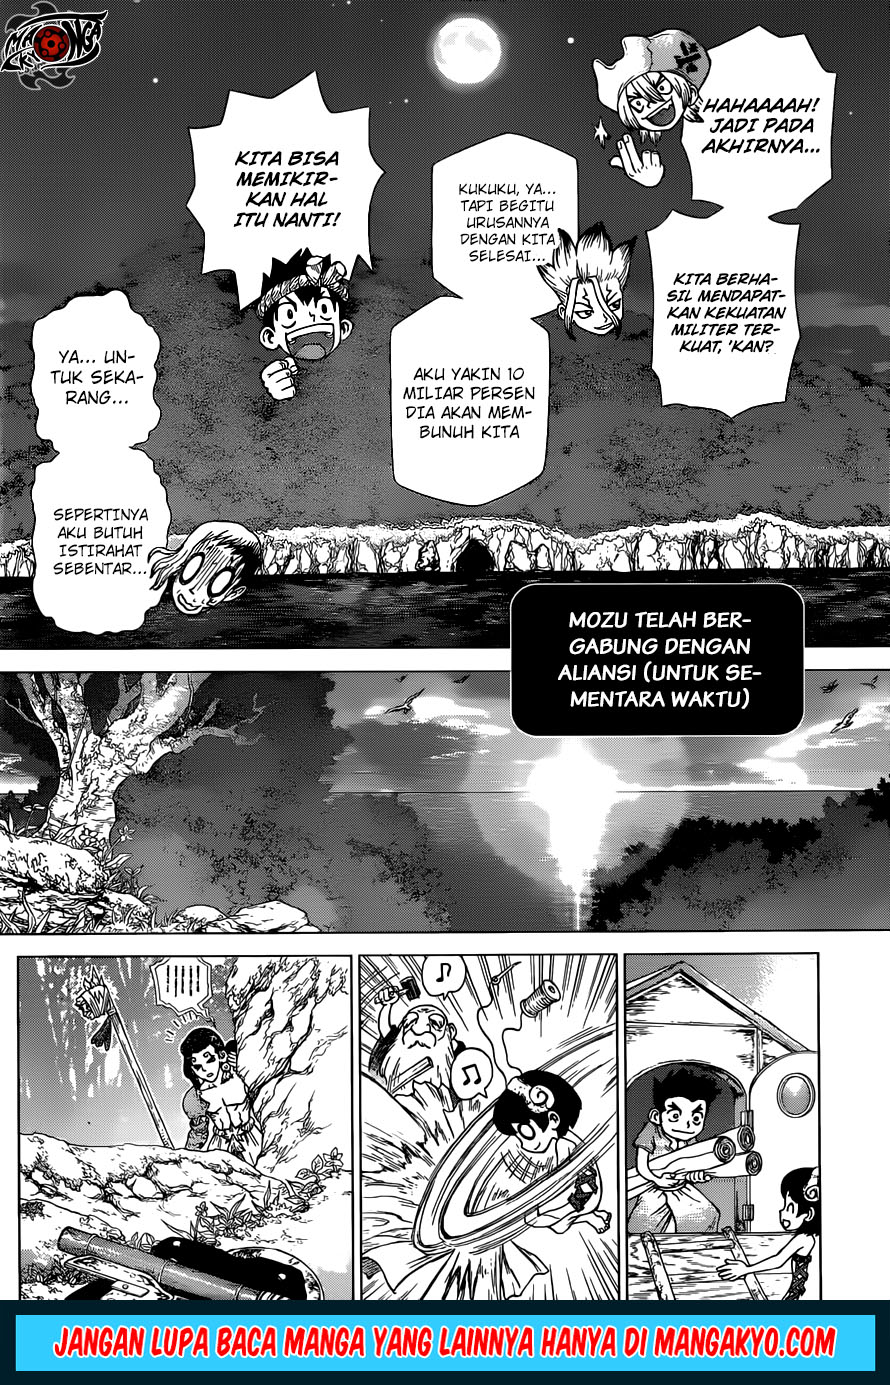 HAHAAAAH!
JADI PADA
AKHIRNYA...
KITA BERHA-
SIL MENDAPAT-
KAN KEKUATAN
MILITER TER-
KUAT, 'KAN?
KUKUKU, YA...
TAPI BEGITU
URUSANNYA
DENGAN KITA
SELESAI...
AKU YAKIN 10
MILIAR PERSEN
DIA AKAN MEM-
BUNUH KITA
KITA BISA
MEMIKIR-
KAN HAL
ITU NANTI!
YA... UN-
TUK SEKA-
RANG...
SEPERTINYA
AKU BUTUH
ISTIRAHAT
SEBENTAR...
MOZU TELAH BER-
GABUNG DENGAN
ALIANSI (UNTUK SE-
MENTARA WAKTU)
JANGAN LUPA BACA MANGA YANG LAINNYA HANYA DI MANGAKYO.COM